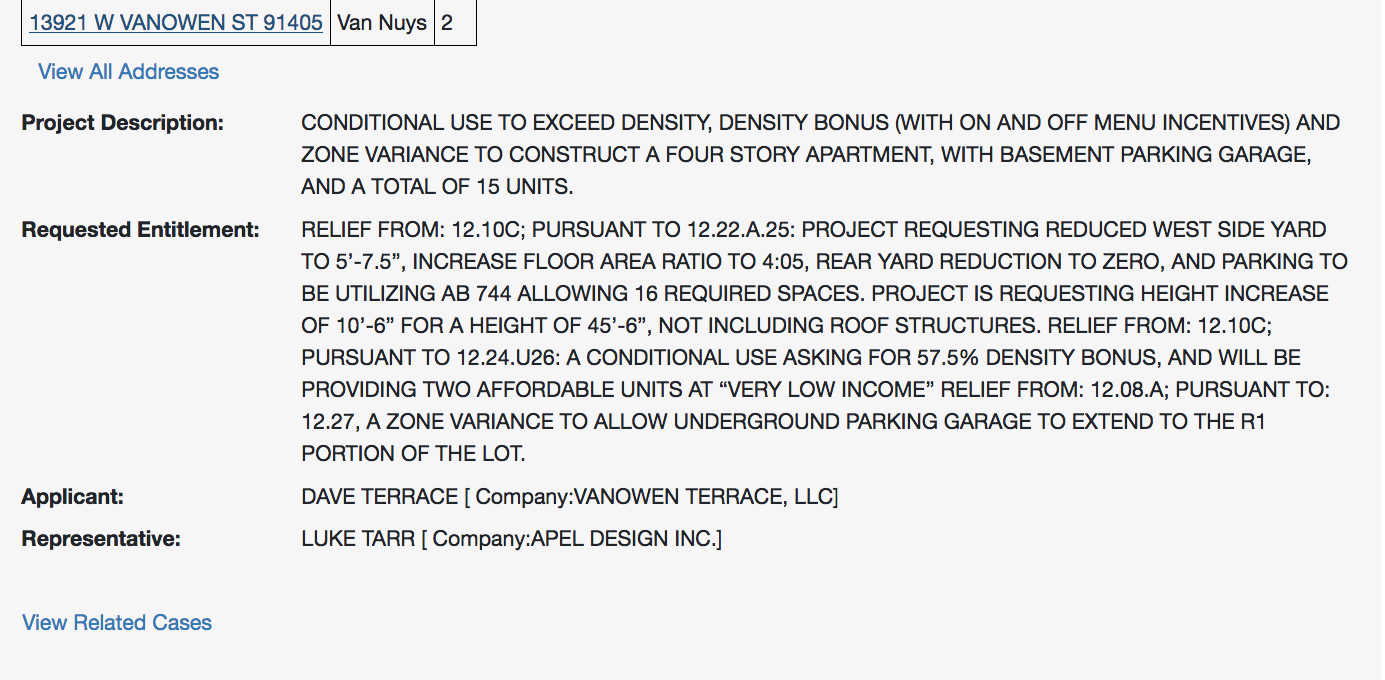 13921 W VANOWEN ST 91405 Van Nuys 2
View All Addresses
Project Description: CONDITIONAL USE TO EXCEED DENSITY, DENSITY BONUS (WITH ON AND OFF MENU INCENTIVES) AND
ZONE VARIANCE TO CONSTRUCT A FOUR STORY APARTMENT, WITH BASEMENT PARKING GARAGE,
AND A TOTAL OF 15 UNITS.
Requested Entitlement: RELIEF FROM: 12.10C; PURSUANT TO 12.22.A.25: PROJECT REQUESTING REDUCED WEST SIDE YARD
TO 5’-7.5”, INCREASE FLOOR AREA RATIO TO 4:05, REAR YARD REDUCTION TO ZERO, AND PARKING TO
BE UTILIZING AB 744 ALLOWING 16 REQUIRED SPACES. PROJECT IS REQUESTING HEIGHT INCREASE
OF 10’-6” FOR A HEIGHT OF 45’-6”, NOT INCLUDING ROOF STRUCTURES. RELIEF FROM: 12.10C;
PURSUANT TO 12.24.U26: A CONDITIONAL USE ASKING FOR 57.5% DENSITY BONUS, AND WILL BE
PROVIDING TWO AFFORDABLE UNITS AT “VERY LOW INCOME” RELIEF FROM: 12.08.A; PURSUANT TO:
12.27, A ZONE VARIANCE TO ALLOW UNDERGROUND PARKING GARAGE TO EXTEND TO THE R1
PORTION OF THE LOT.
Applicant: DAVE TERRACE [ Company:VANOWEN TERRACE, LLC]
Representative: LUKE TARR [ Company:APEL DESIGN INC.]
View Related Cases